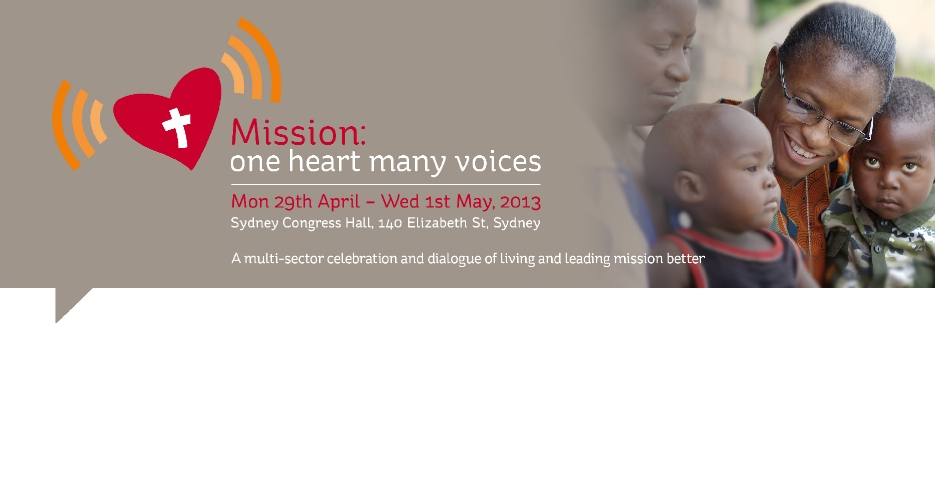 Mission:
one heart many voices
Mon 29th April – Wed 1st May, 2013
Sydney Congress Hall, 140 Elizabeth St, Sydney
A multi-sector celebration and dialogue of living and leading mission better